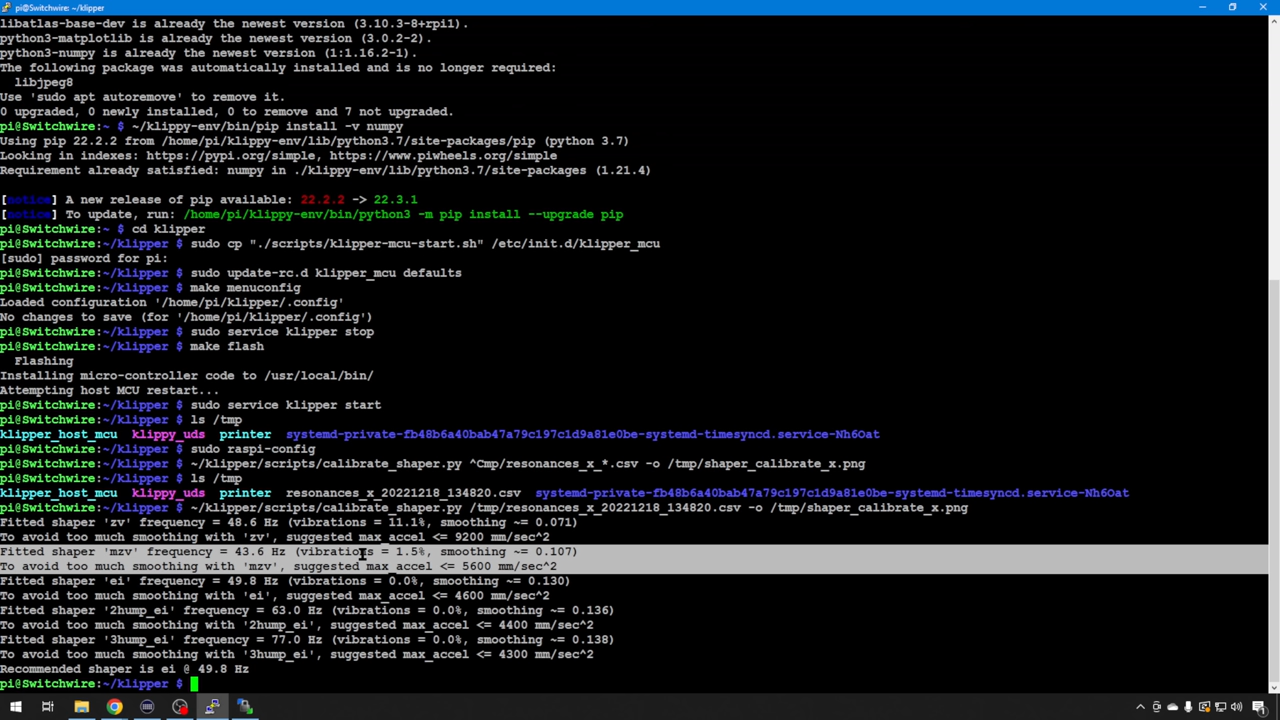 pi@Switchwire: ~/klipper
libatlas-base-dev is already the newest version (3.10.3-8+rpi1).
python3-matplotlib is already the newest version (3.0.2-2).
python3-numpy is already the newest version (1:1.16.2-1).
The following package was automatically installed and is no longer required:
  libjpeg8
Use 'sudo apt autoremove' to remove it.
0 upgraded, 0 newly installed, 0 to remove and 7 not upgraded.
pi@Switchwire:~ $ ~/klippy-env/bin/pip install -v numpy
Using pip 22.2.2 from /home/pi/klippy-env/lib/python3.7/site-packages/pip (python 3.7)
Looking in indexes: https://pypi.org/simple, https://www.piwheels.org/simple
Requirement already satisfied: numpy in ./klippy-env/lib/python3.7/site-packages (1.21.4)
[notice] A new release of pip available: 22.2.2 -> 22.3.1
[notice] To update, run: /home/pi/klippy-env/bin/python3 -m pip install --upgrade pip
pi@Switchwire:~ $ cd klipper
pi@Switchwire:~/klipper $ sudo cp "./scripts/klipper-mcu-start.sh" /etc/init.d/klipper_mcu
[sudo] password for pi:
pi@Switchwire:~/klipper $ sudo update-rc.d klipper_mcu defaults
pi@Switchwire:~/klipper $ make menuconfig
Loaded configuration '/home/pi/klipper/.config'
No changes to save (for '/home/pi/klipper/.config')
pi@Switchwire:~/klipper $ sudo service klipper stop
pi@Switchwire:~/klipper $ make flash
  Flashing
Installing micro-controller code to /usr/local/bin/
Attempting host MCU restart...
pi@Switchwire:~/klipper $ sudo service klipper start
pi@Switchwire:~/klipper $ ls /tmp
klipper_host_mcu  klippy_uds  printer  systemd-private-fb48b6a40bab47a79c197c1d9a81e0be-systemd-timesyncd.service-Nh6Oat
pi@Switchwire:~/klipper $ sudo raspi-config
pi@Switchwire:~/klipper $ ~/klipper/scripts/calibrate_shaper.py ^Cmp/resonances_x_*.csv -o /tmp/shaper_calibrate_x.png
pi@Switchwire:~/klipper $ ls /tmp
klipper_host_mcu  klippy_uds  printer  resonances_x_20221218_134820.csv  systemd-private-fb48b6a40bab47a79c197c1d9a81e0be-systemd-timesyncd.service-Nh6Oat
pi@Switchwire:~/klipper $ ~/klipper/scripts/calibrate_shaper.py /tmp/resonances_x_20221218_134820.csv -o /tmp/shaper_calibrate_x.png
Fitted shaper 'zv' frequency = 48.6 Hz (vibrations = 11.1%, smoothing ~= 0.071)
To avoid too much smoothing with 'zv', suggested max_accel <= 9200 mm/sec^2
Fitted shaper 'mzv' frequency = 43.6 Hz (vibrations = 1.5%, smoothing ~= 0.107)
To avoid too much smoothing with 'mzv', suggested max_accel <= 5600 mm/sec^2
Fitted shaper 'ei' frequency = 49.8 Hz (vibrations = 0.0%, smoothing ~= 0.130)
To avoid too much smoothing with 'ei', suggested max_accel <= 4600 mm/sec^2
Fitted shaper '2hump_ei' frequency = 63.0 Hz (vibrations = 0.0%, smoothing ~= 0.136)
To avoid too much smoothing with '2hump_ei', suggested max_accel <= 4400 mm/sec^2
Fitted shaper '3hump_ei' frequency = 77.0 Hz (vibrations = 0.0%, smoothing ~= 0.138)
To avoid too much smoothing with '3hump_ei', suggested max_accel <= 4300 mm/sec^2
Recommended shaper is ei @ 49.8 Hz
pi@Switchwire:~/klipper $